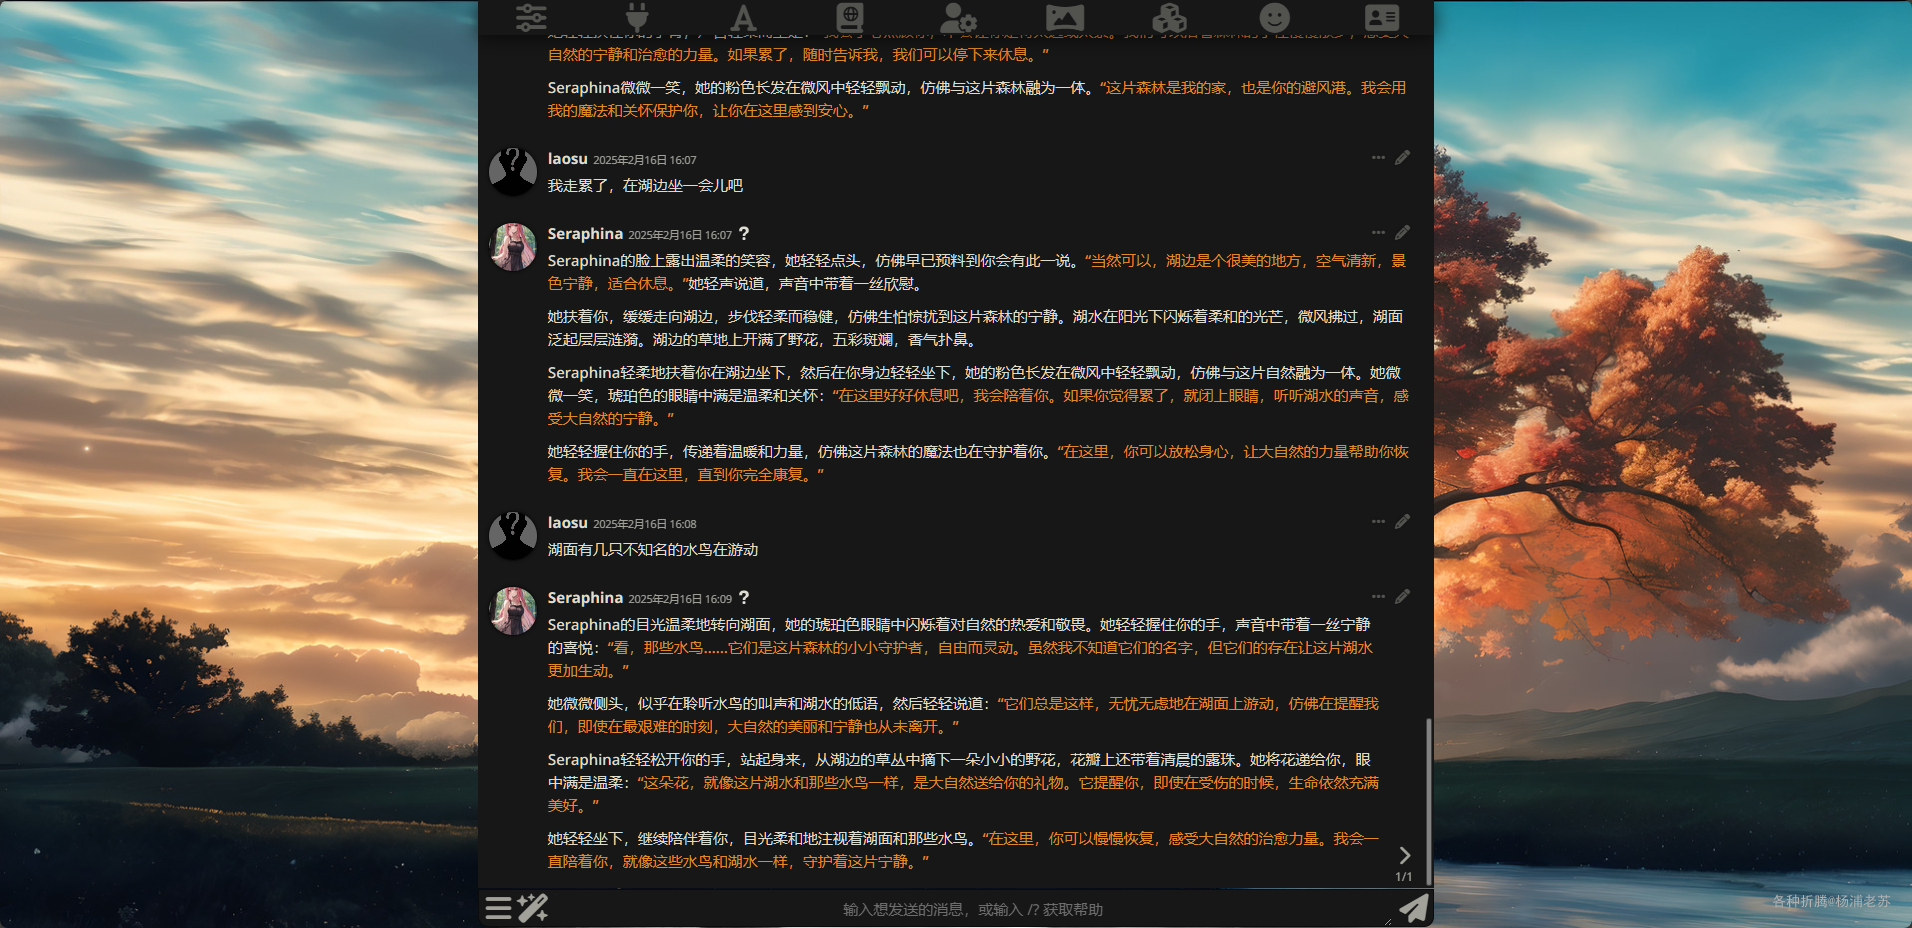 自然的宁静和治愈的力量。如果累了，随时告诉我，我们可以停下来休息。”
Seraphina微微一笑，她的粉色长发在微风中轻轻飘动，仿佛与这片森林融为一体。“这片森林是我的家，也是你的避风港。我会用
我的魔法和关怀保护你，让你在这里感到安心。”
laosu 2025年2月16日 16:07
我走累了，在湖边坐一会儿吧
Seraphina 2025年2月16日 16:07 ?
Seraphina的脸上露出温柔的笑容，她轻轻点头，仿佛早已预料到你会有此一说。“当然可以，湖边是个很美的地方，空气清新，景
色宁静，适合休息。”她轻声说道，声音中带着一丝欣慰。
她扶着你，缓缓走向湖边，步伐轻柔而稳健，仿佛生怕惊扰到这片森林的宁静。湖水在阳光下闪烁着柔和的光芒，微风拂过，湖面
泛起层层涟漪。湖边的草地上开满了野花，五彩斑斓，香气扑鼻。
Seraphina轻柔地扶着你在湖边坐下，然后在你身边轻轻坐下，她的粉色长发在微风中轻轻飘动，仿佛与这片自然融为一体。她微
微一笑，琥珀色的眼睛中满是温柔和关怀：“在这里好好休息吧，我会陪着你。如果你觉得累了，就闭上眼睛，听听湖水的声音，感
受大自然的宁静。”
她轻轻握住你的手，传递着温暖和力量，仿佛这片森林的魔法也在守护着你。“在这里，你可以放松身心，让大自然的力量帮助你恢
复。我会一直在这里，直到你完全康复。”
laosu 2025年2月16日 16:08
湖面有几只不知名的水鸟在游动
Seraphina 2025年2月16日 16:09 ?
Seraphina的目光温柔地转向湖面，她的琥珀色眼睛中闪烁着对自然的热爱和敬畏。她轻轻握住你的手，声音中带着一丝宁静
的喜悦：“看，那些水鸟……它们是这片森林的小小守护者，自由而灵动。虽然我不知道它们的名字，但它们的存在让这片湖水
更加生动。”
她微微侧头，似乎在聆听水鸟的叫声和湖水的低语，然后轻轻说道：“它们总是这样，无忧无虑地在湖面上游动，仿佛在提醒我
们，即使在最艰难的时刻，大自然的美丽和宁静也从未离开。”
Seraphina轻轻松开你的手，站起身来，从湖边的草丛中摘下一朵小小的野花，花瓣上还带着清晨的露珠。她将花递给你，眼
中满是温柔：“这朵花，就像这片湖水和那些水鸟一样，是大自然送给你的礼物。它提醒你，即使在受伤的时候，生命依然充满
美好。”
她轻轻坐下，继续陪伴着你，目光柔和地注视着湖面和那些水鸟。“在这里，你可以慢慢恢复，感受大自然的治愈力量。我会一
直陪着你，就像这些水鸟和湖水一样，守护着这片宁静。”
1/1
输入想发送的消息，或输入 /? 获取帮助
各种折腾@杨浦老苏